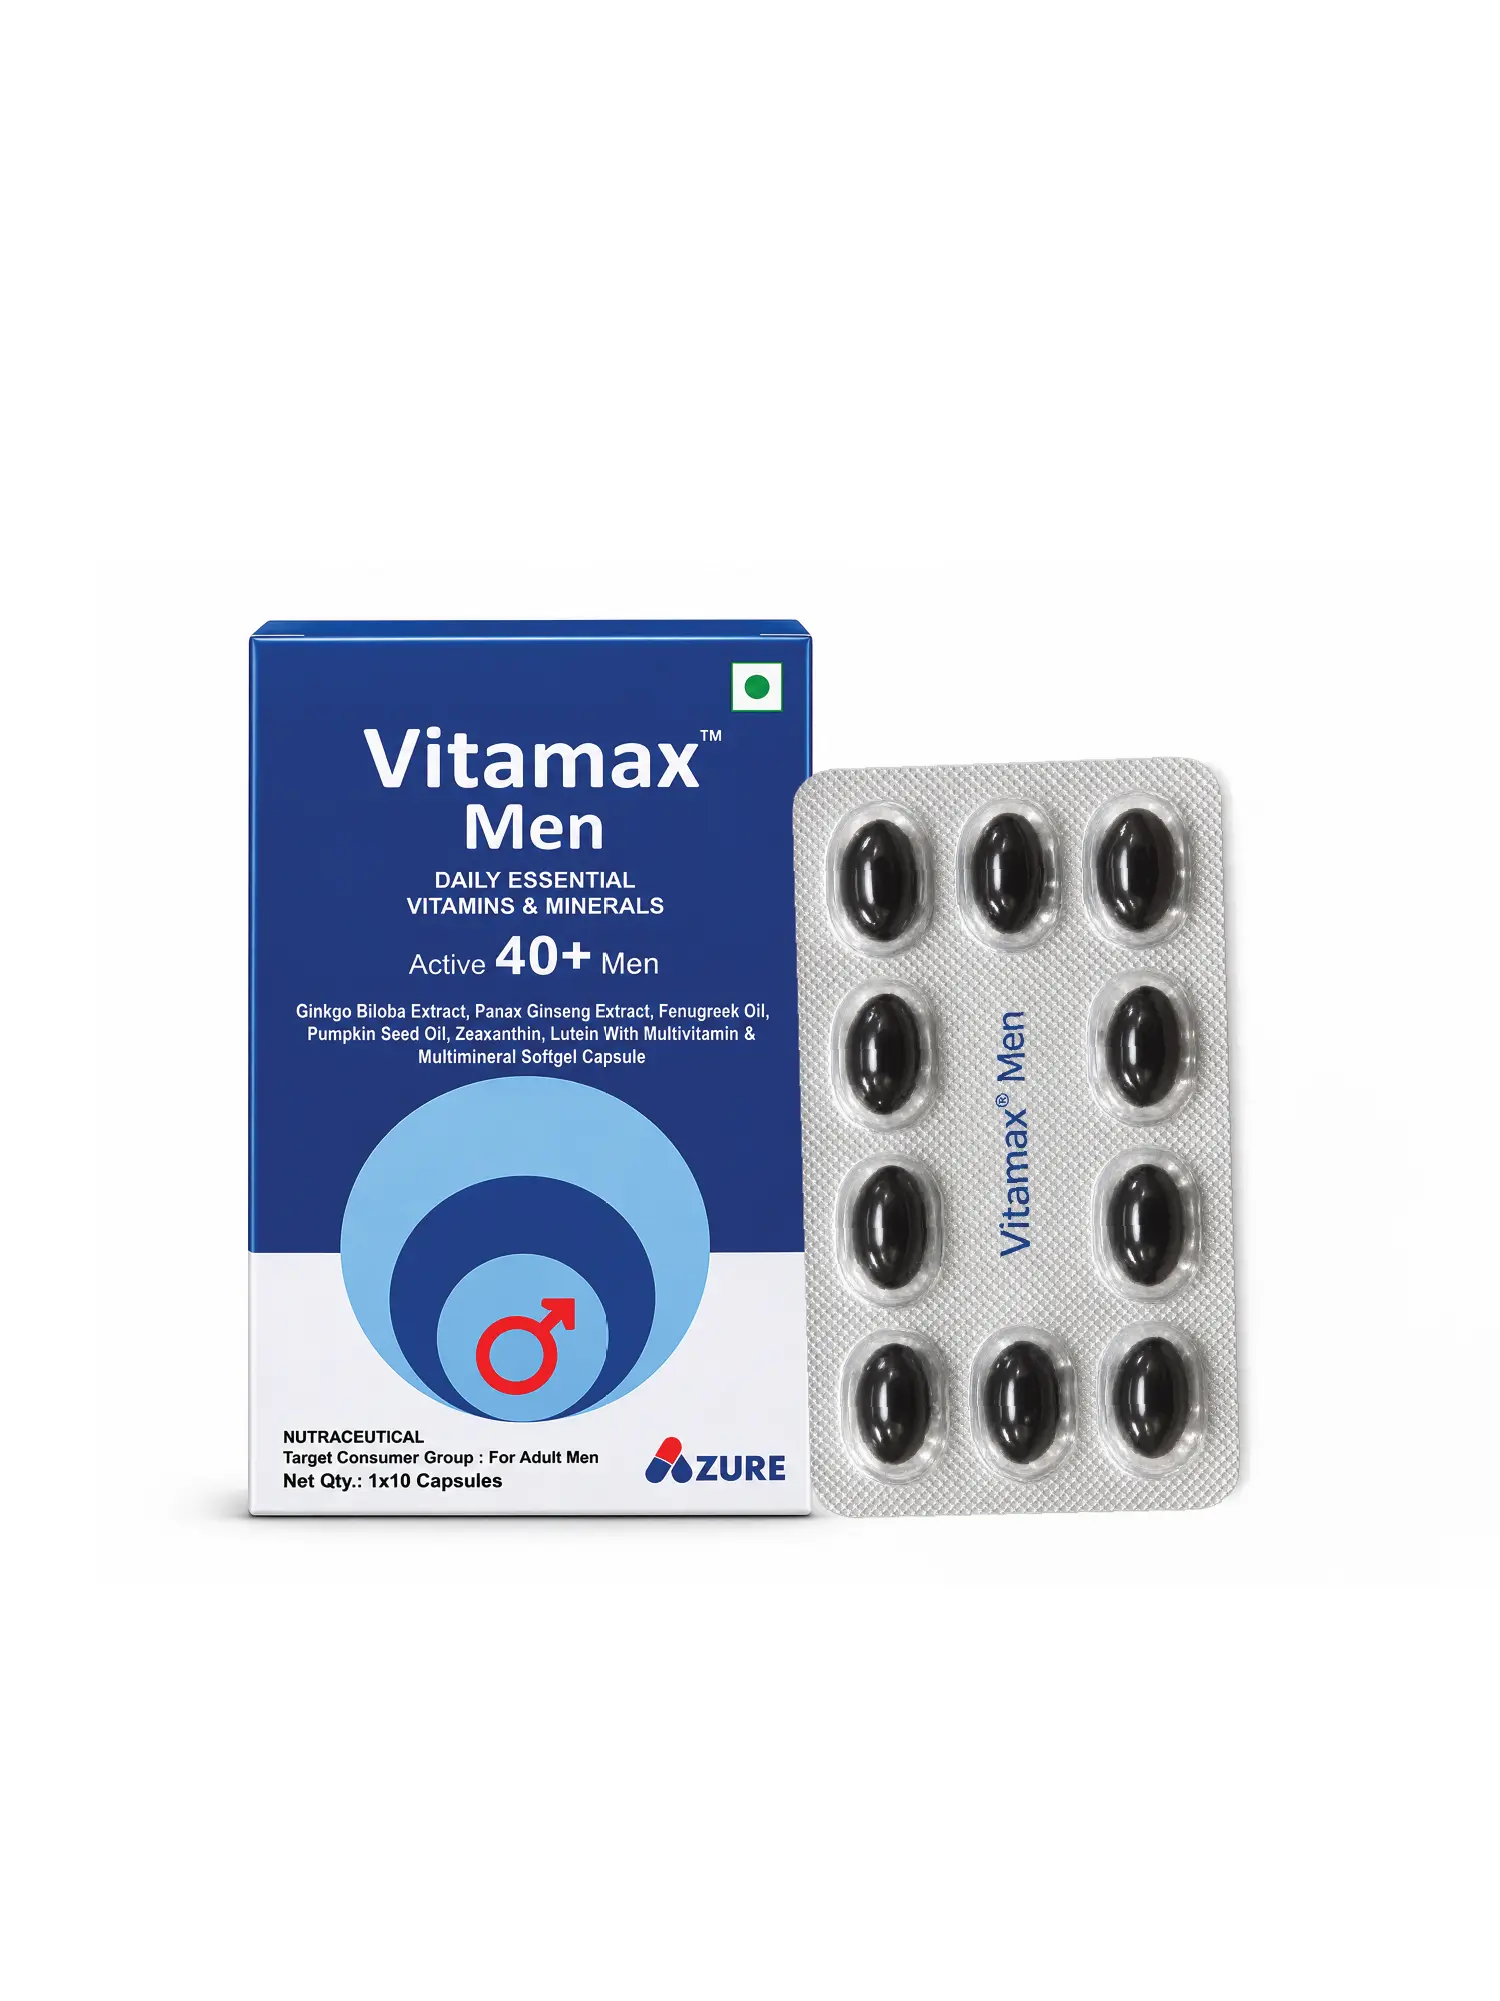 Vitamax™
Men
DAILY ESSENTIAL
VITAMINS & MINERALS
Active 40+ Men
Ginkgo Biloba Extract, Panax Ginseng Extract, Fenugreek Oil,
Pumpkin Seed Oil, Zeaxanthin, Lutein With Multivitamin &
Multimineral Softgel Capsule
NUTRACEUTICAL
Target Consumer Group : For Adult Men
Net Qty.: 1x10 Capsules
AZURE
Vitamax® Men